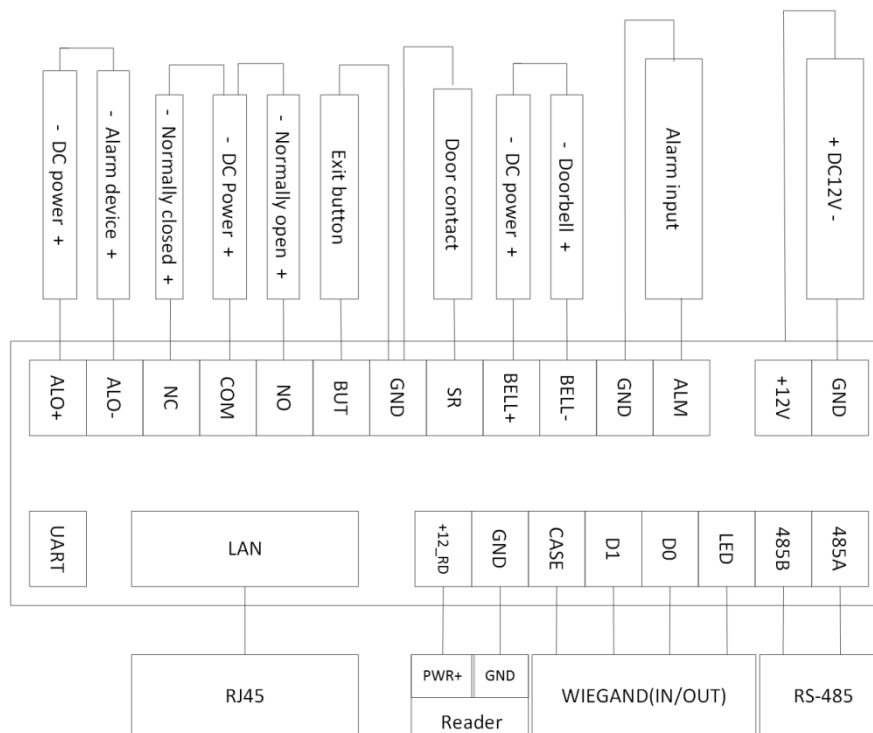 - DC power +
- Alarm device +
- Normally closed +
- DC Power +
- Normally open +
Exit button
Door contact
- DC power +
- Doorbell +
Alarm input
+ DC12V -
ALO+
ALO-
NC
COM
NO
BUT
GND
SR
BELL+
BELL-
GND
ALM
+12V
GND
UART
LAN
+12_RD
GND
CASE
D1
D0
LED
485B
485A
RJ45
PWR+
GND
Reader
WIEGAND(IN/OUT)
RS-485